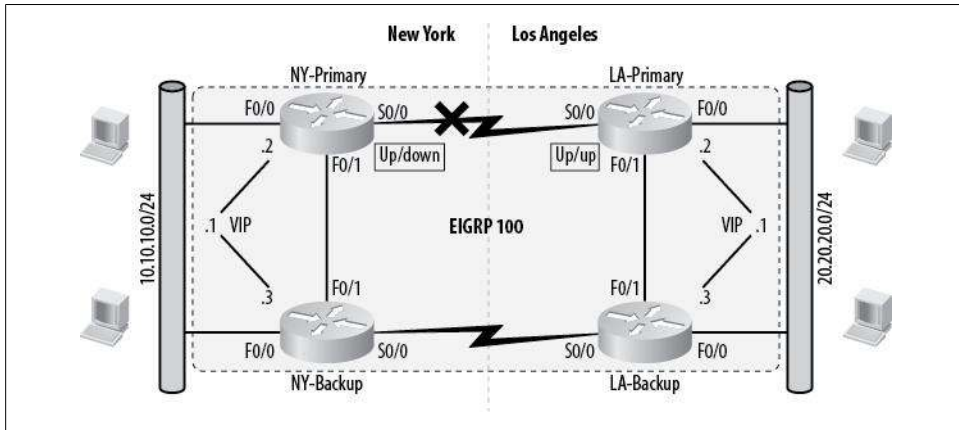 New York
Los Angeles
NY-Primary
LA-Primary
F0/0
S0/0
S0/0
F0/0
.2
Up/down
Up/up
.2
F0/1
F0/1
10.10.10.0/24
.1 VIP
EIGRP 100
VIP .1
20.20.20.0/24
.3
F0/1
F0/1
.3
F0/0
S0/0
S0/0
F0/0
NY-Backup
LA-Backup